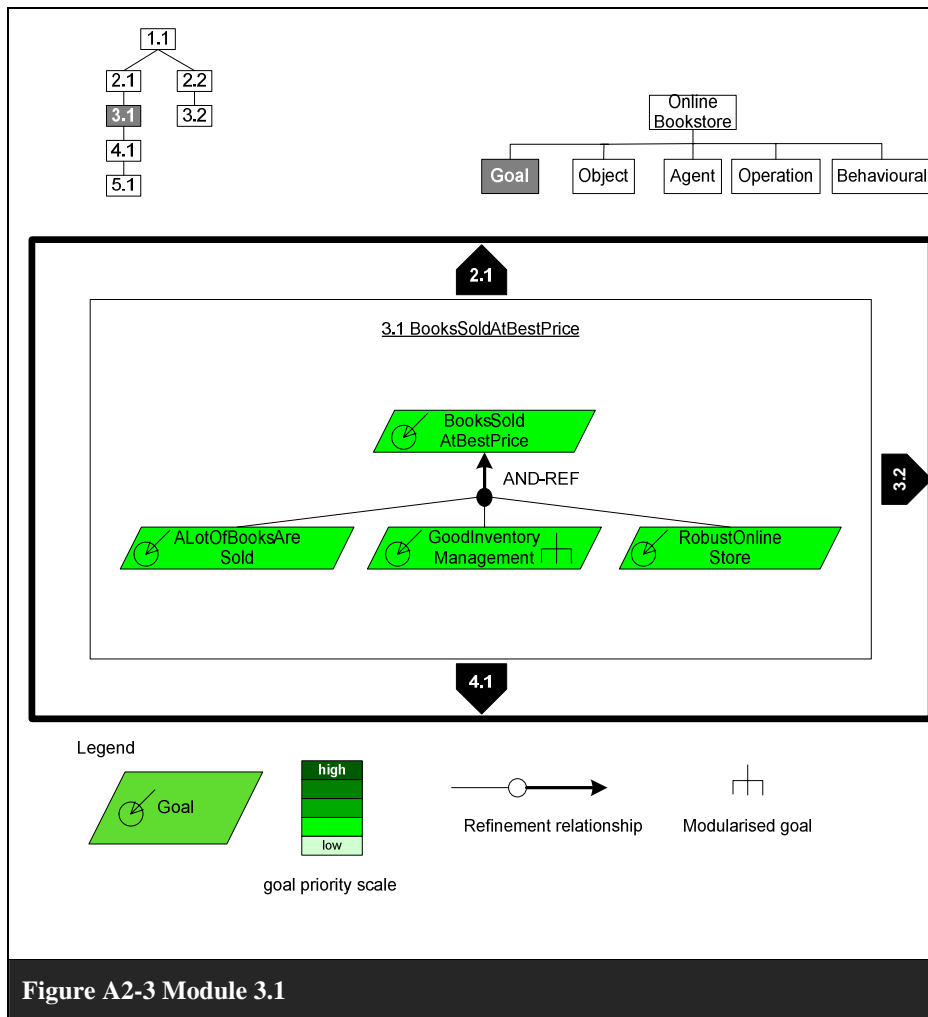 1.1
2.1
2.2
3.1
3.2
4.1
5.1
Online
Bookstore
Goal
Object
Agent
Operation
Behavioural
2.1
3.1 BooksSoldAtBestPrice
BooksSold
AtBestPrice
AND-REF
3.2
ALotOfBooksAre
Sold
GoodInventory
Management
RobustOnline
Store
4.1
Legend
Goal
high
low
goal priority scale
Refinement relationship
Modularised goal
Figure A2-3 Module 3.1